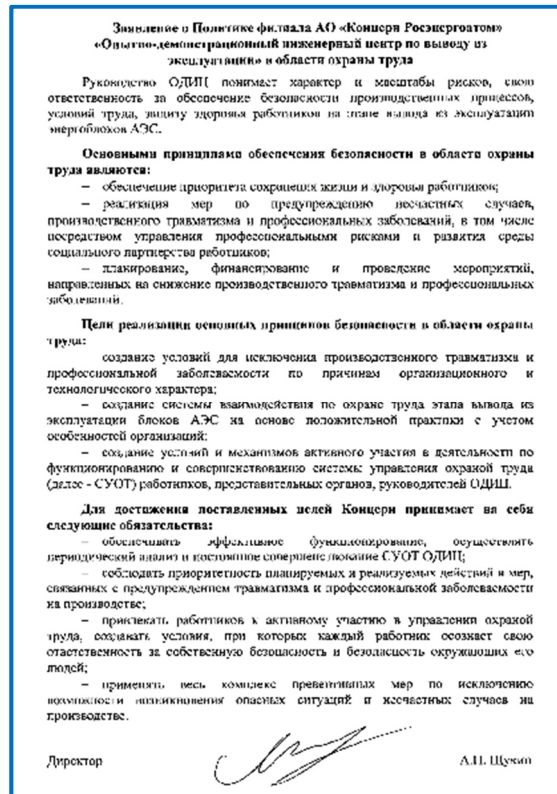 Заявление о Политике филиала АО «Концерн Росэнергоатом»
«Опытно-демонстрационный инженерный центр по выводу из
эксплуатации» в области охраны труда
Руководство ОДИЦ понимает характер и масштабы рисков, свою
ответственность за обеспечение безопасности производственных процессов,
условий труда, защиту здоровья работников на этапе вывода из эксплуатации
энергоблоков АЭС.
Основными принципами обеспечения безопасности в области охраны
труда являются:
– обеспечение приоритета сохранения жизни и здоровья работников;
– реализация мер по предупреждению несчастных случаев,
производственного травматизма и профессиональных заболеваний, в том числе
посредством управления профессиональными рисками и развития среды
социального партнерства работников;
– планирование, финансирование и проведение мероприятий,
направленных на снижение производственного травматизма и профессиональных
заболеваний.
Цели реализации основных принципов безопасности в области охраны
труда:
создание условий для исключения производственного травматизма и
профессиональной заболеваемости по причинам организационного и
технологического характера;
– создание системы взаимодействия по охране труда этапа вывода из
эксплуатации блоков АЭС на основе положительной практики с учетом
особенностей организаций;
– создание условий и механизмов активного участия в деятельности по
функционированию и совершенствованию системы управления охраной труда
(далее - СУОТ) работников, представительных органов, руководителей ОДИЦ.
Для достижения поставленных целей Концерн принимает на себя
следующие обязательства:
– обеспечивать эффективное функционирование, осуществлять
периодический анализ и постоянное совершенствование СУОТ ОДИЦ;
– соблюдать приоритетность планируемых и реализуемых действий и мер,
связанных с предупреждением травматизма и профессиональной заболеваемости
на производстве;
– привлекать работников к активному участию в управлении охраной
труда, создавать условия, при которых каждый работник осознает свою
ответственность за собственную безопасность и безопасность окружающих его
людей;
– применять весь комплекс превентивных мер по исключению
возможности возникновения опасных ситуаций и несчастных случаев на
производстве.
Директор А.П. Щукин